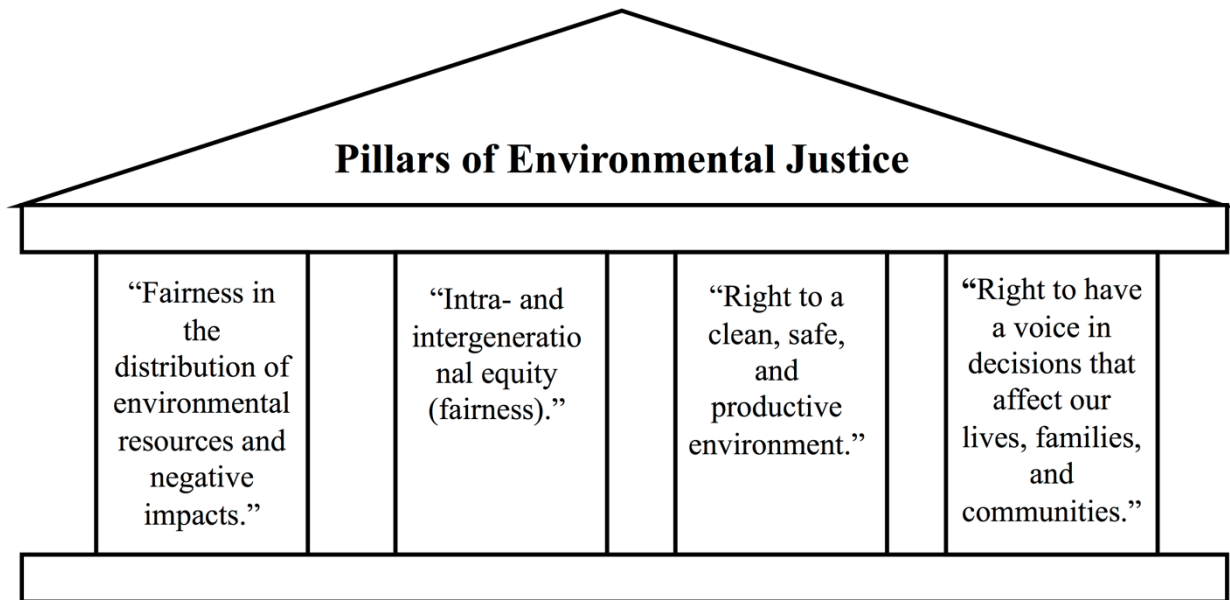 Pillars of Environmental Justice
“Fairness in
the
distribution of
environmental
resources and
negative
impacts.”
“Intra- and
intergeneratio
nal equity
(fairness).”
“Right to a
clean, safe,
and
productive
environment.”
“Right to have
a voice in
decisions that
affect our
lives, families,
and
communities.”